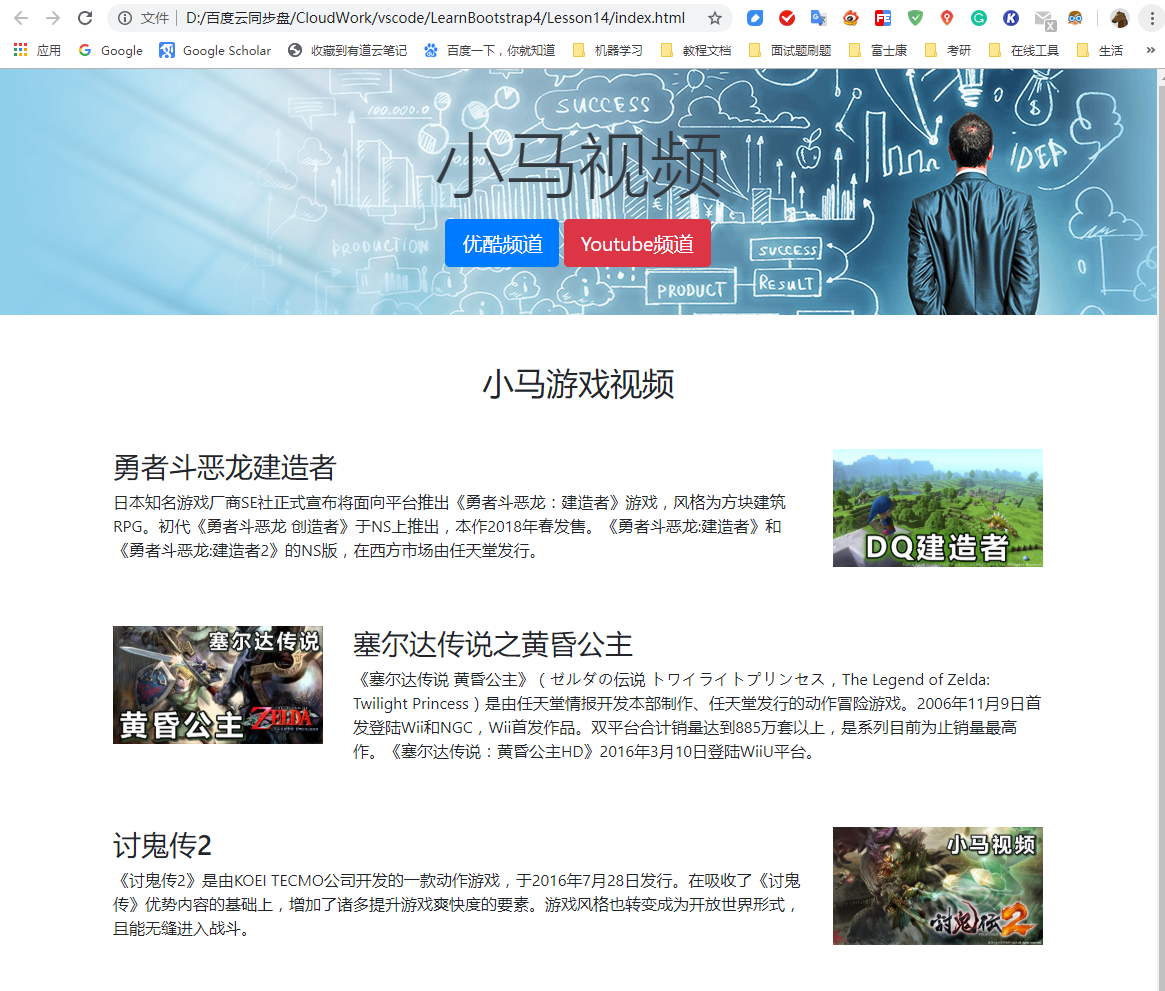 文件 D:/百度云同步盘/CloudWork/vscode/LearnBootstrap4/Lesson14/index.html
应用 Google Google Scholar 收藏到有道云笔记 百度一下，你就知道 机器学习 教程文档 面试题刷题 富士康 考研 在线工具 生活 »
100.000.0
SUCCESS
小马视频
IDEA
优酷频道 Youtube频道
PRODUCTION
SUCCESS
PRODUCT
RESULT
小马游戏视频
勇者斗恶龙建造者
日本知名游戏厂商SE社正式宣布将面向平台推出《勇者斗恶龙：建造者》游戏，风格为方块建筑
RPG。初代《勇者斗恶龙 创造者》于NS上推出，本作2018年春发售。《勇者斗恶龙:建造者》和
《勇者斗恶龙:建造者2》的NS版，在西方市场由任天堂发行。
DQ建造者
塞尔达传说
黄昏公主
ZELDA
塞尔达传说之黄昏公主
《塞尔达传说 黄昏公主》（ゼルダの伝说 トワイライトプリンセス，The Legend of Zelda:
Twilight Princess）是由任天堂情报开发本部制作、任天堂发行的动作冒险游戏。2006年11月9日首
发登陆Wii和NGC，Wii首发作品。双平台合计销量达到885万套以上，是系列目前为止销量最高
作。《塞尔达传说：黄昏公主HD》2016年3月10日登陆WiiU平台。
讨鬼传2
《讨鬼传2》是由KOEI TECMO公司开发的一款动作游戏，于2016年7月28日发行。在吸收了《讨鬼
传》优势内容的基础上，增加了诸多提升游戏爽快度的要素。游戏风格也转变成为开放世界形式，
且能无缝进入战斗。
小马视频
討鬼伝2